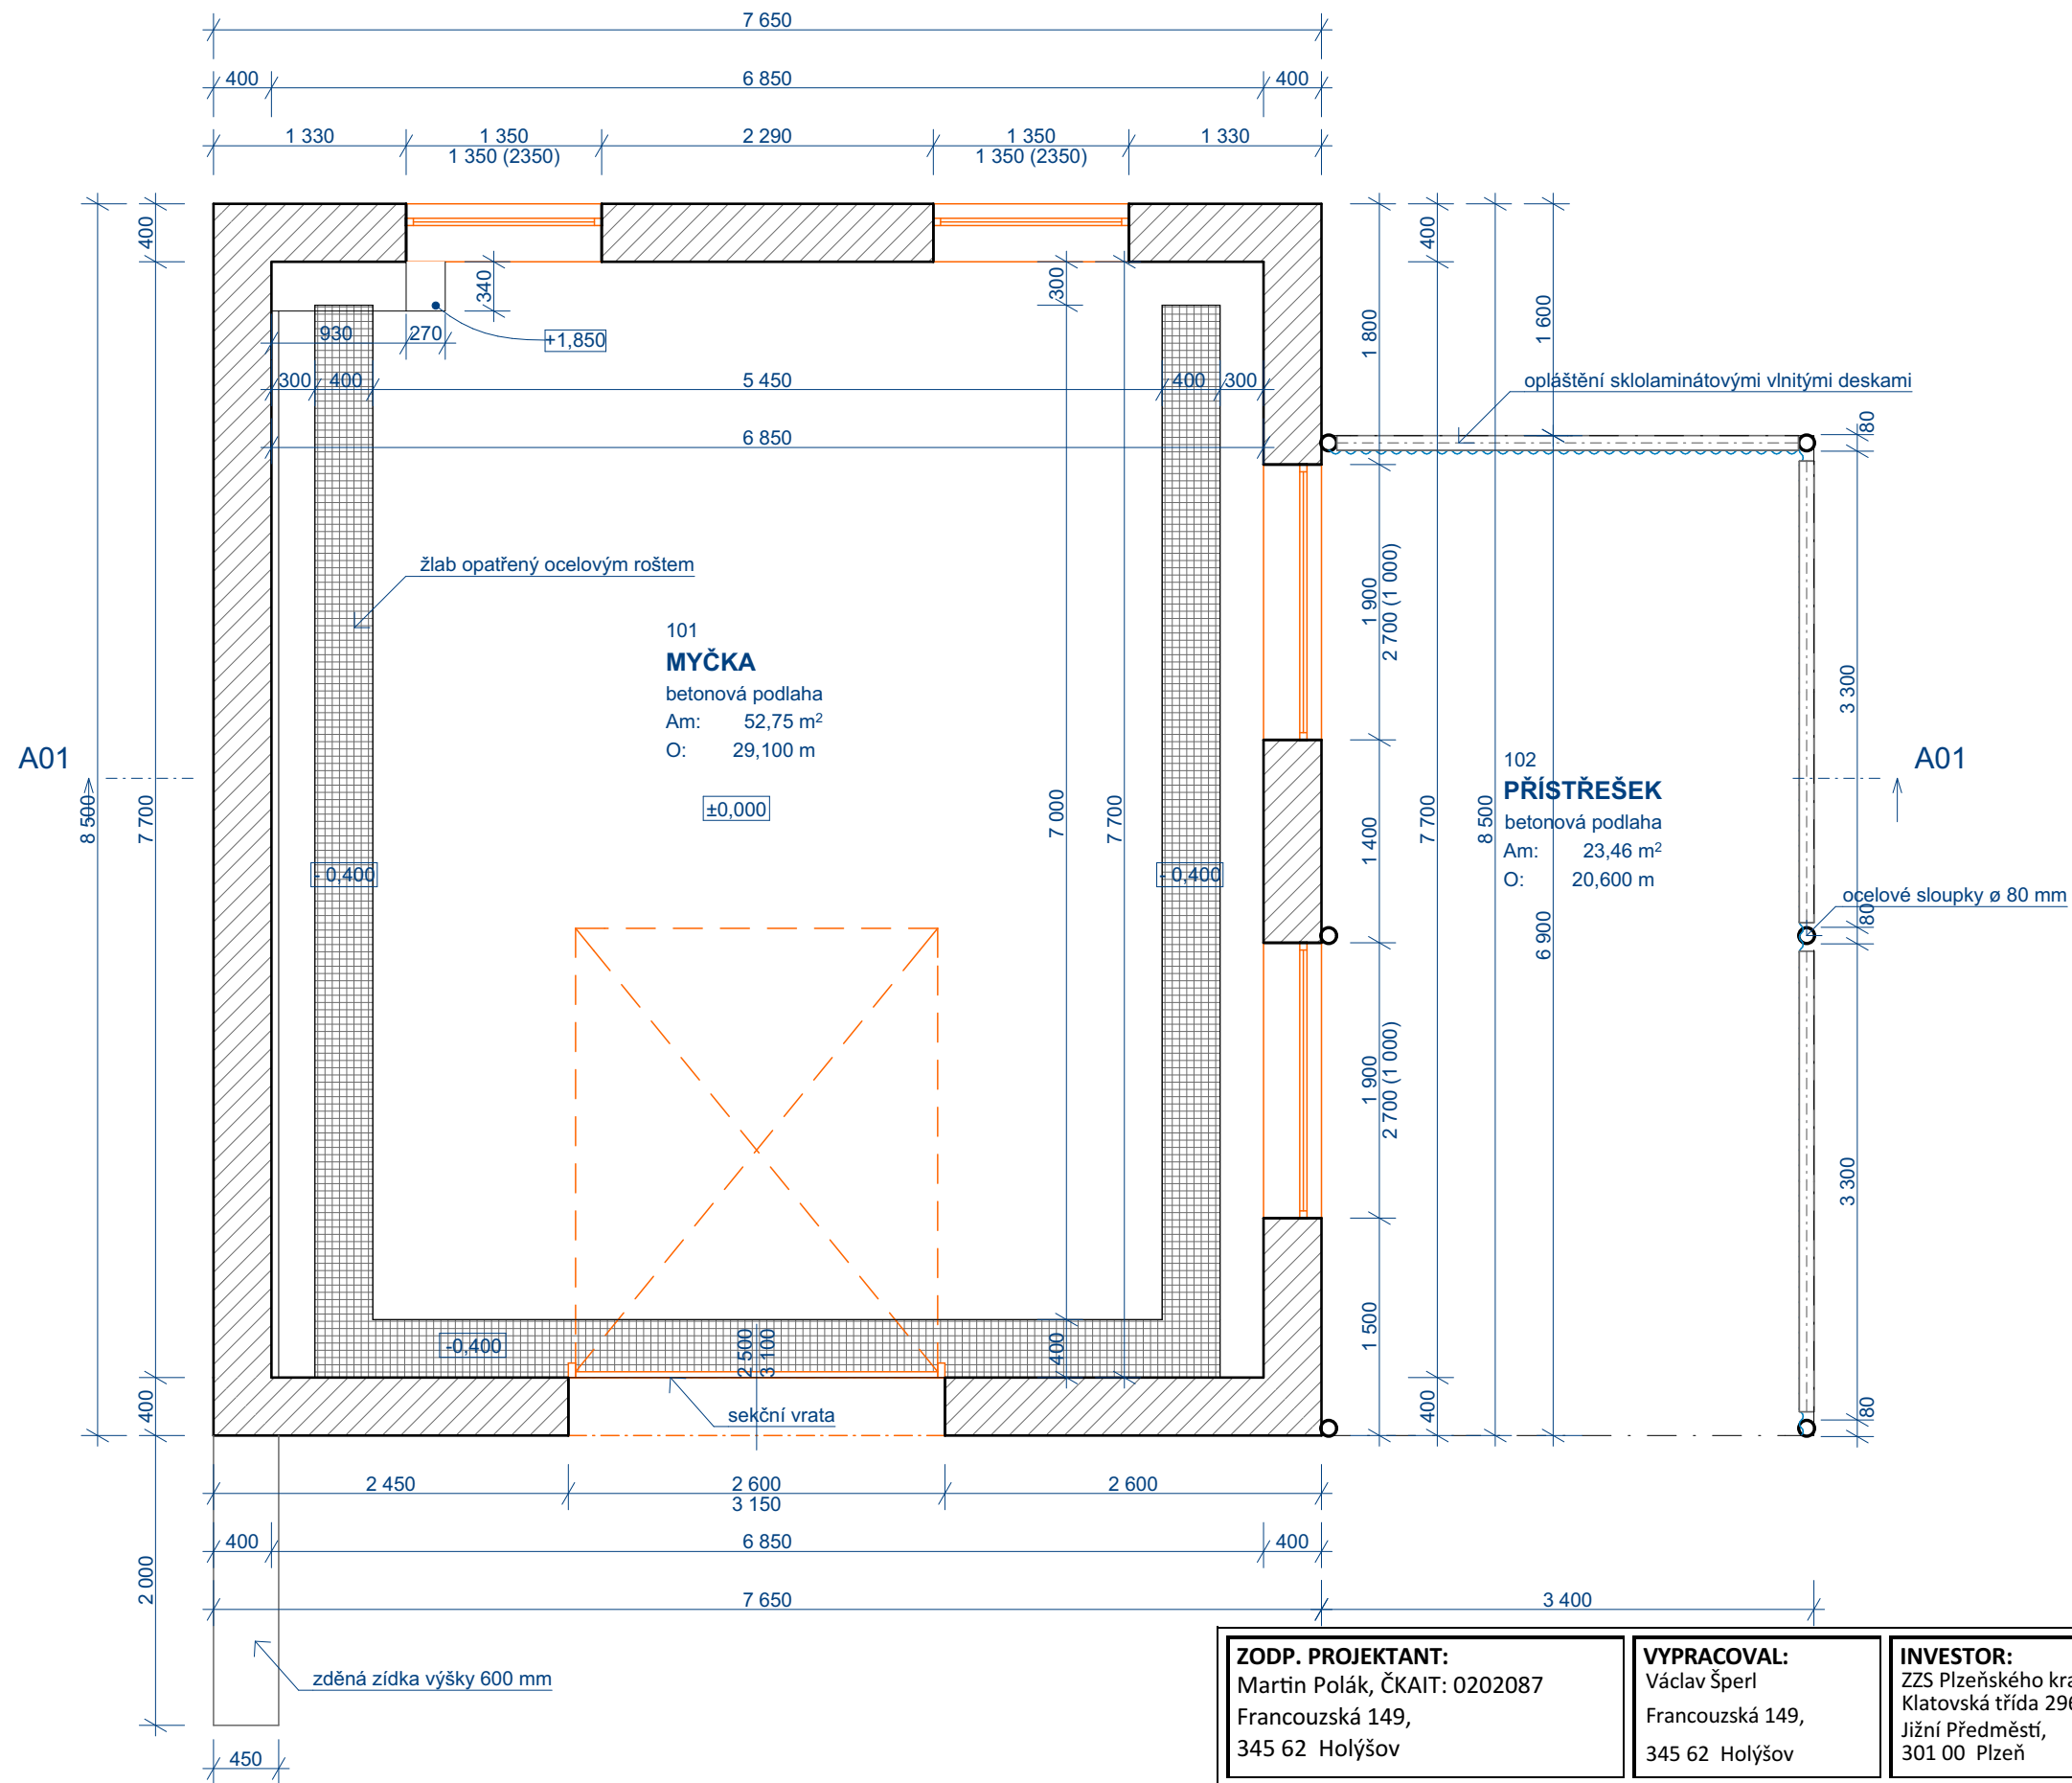 7 650
400
6 850
400
1 330
1 350
2 290
1 350
1 330
1 350 (2350)
1 350 (2350)
400
400
340
300
1 800
1 600
930
270
+1,850
300
400
5 450
400
300
opláštění sklolaminátovými vlnitými deskami
80
6 850
žlab opatřený ocelovým roštem
1 900
2 700 (1 000)
101
MYČKA
betonová podlaha
Am: 52,75 m²
O: 29,100 m
3 300
A01
A01
102
PŘÍSTŘEŠEK
betonová podlaha
Am: 23,46 m²
O: 20,600 m
8 500
7 700
±0,000
7 000
7 700
1 400
7 700
8 500
- 0,400
- 0,400
ocelové sloupky ø 80 mm
80
6 900
1 900
2 700 (1 000)
3 300
1 500
-0,400
2 500
3 100
400
400
400
80
sekční vrata
2 450
2 600
2 600
3 150
400
6 850
400
2 000
7 650
3 400
zděná zídka výšky 600 mm
450
ZODP. PROJEKTANT:
Martin Polák, ČKAIT: 0202087
Francouzská 149,
345 62 Holýšov
VYPRACOVAL:
Václav Šperl
Francouzská 149,
345 62 Holýšov
INVESTOR:
ZZS Plzeňského kra
Klatovská třída 296
Jižní Předměstí,
301 00 Plzeň